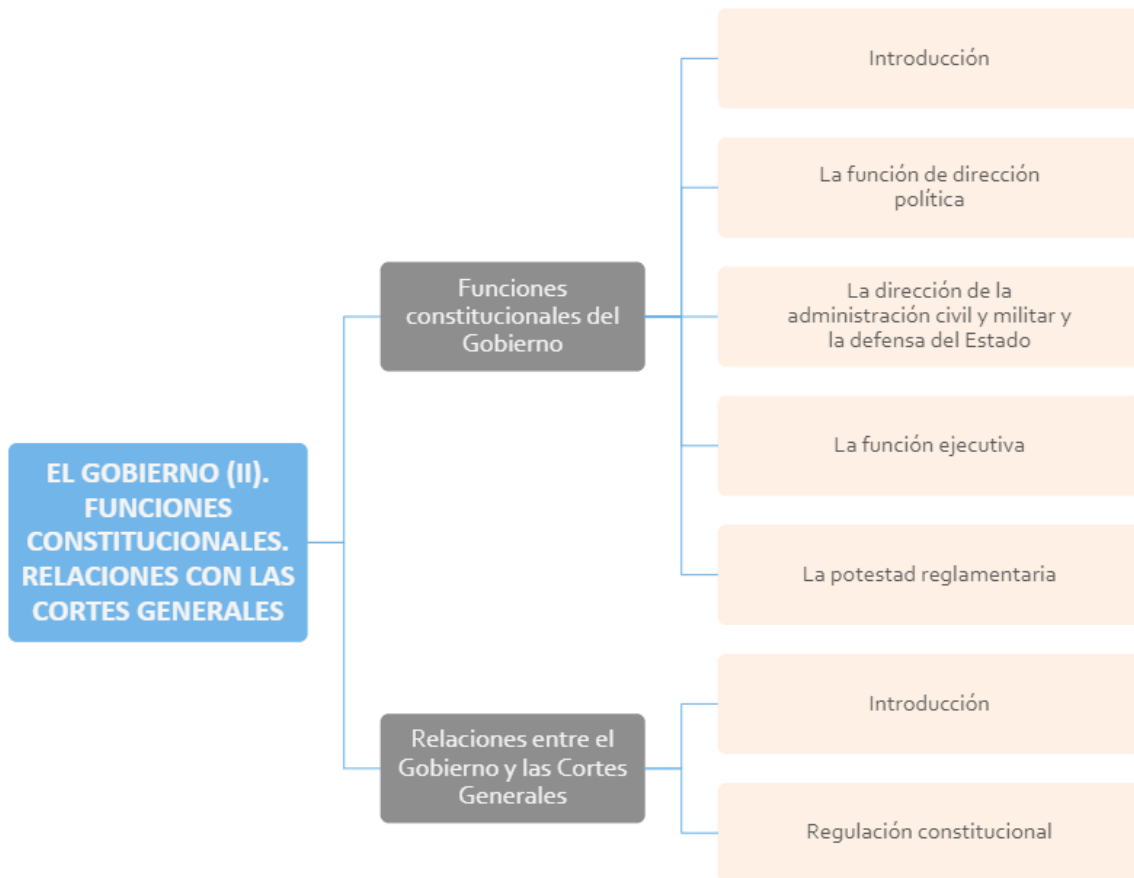 EL GOBIERNO (II).
FUNCIONES
CONSTITUCIONALES.
RELACIONES CON LAS
CORTES GENERALES
Funciones
constitucionales del
Gobierno
Introducción
La función de dirección
política
La dirección de la
administración civil y militar y
la defensa del Estado
La función ejecutiva
La potestad reglamentaria
Relaciones entre el
Gobierno y las Cortes
Generales
Introducción
Regulación constitucional